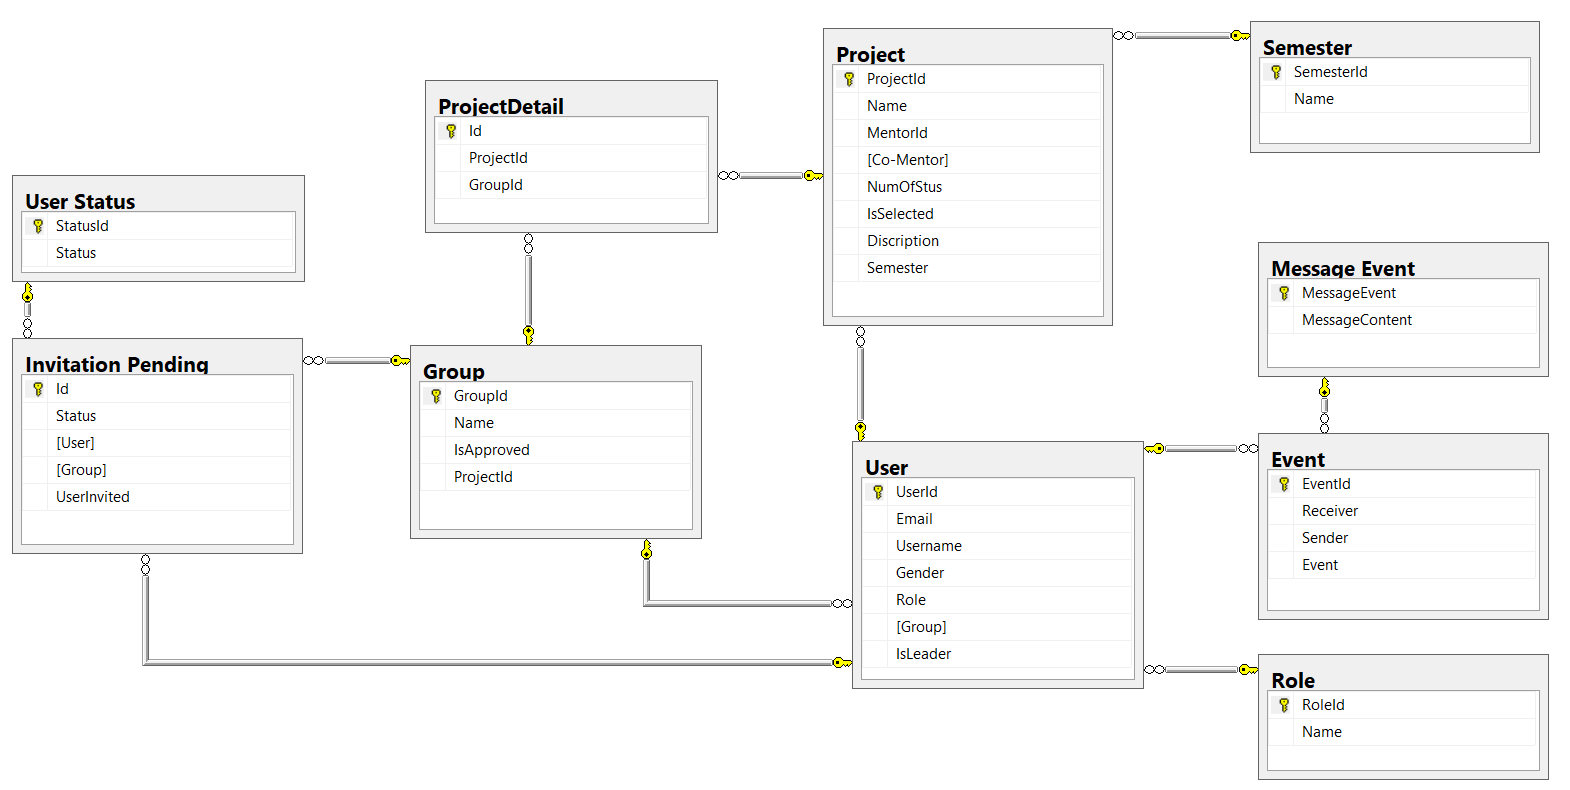 User Status
StatusId
Status
Invitation Pending
Id
Status
[User]
[Group]
UserInvited
ProjectDetail
Id
ProjectId
GroupId
Group
GroupId
Name
IsApproved
ProjectId
Project
ProjectId
Name
MentorId
[Co-Mentor]
NumOfStus
IsSelected
Discription
Semester
User
UserId
Email
Username
Gender
Role
[Group]
IsLeader
Semester
SemesterId
Name
Message Event
MessageEvent
MessageContent
Event
EventId
Receiver
Sender
Event
Role
RoleId
Name